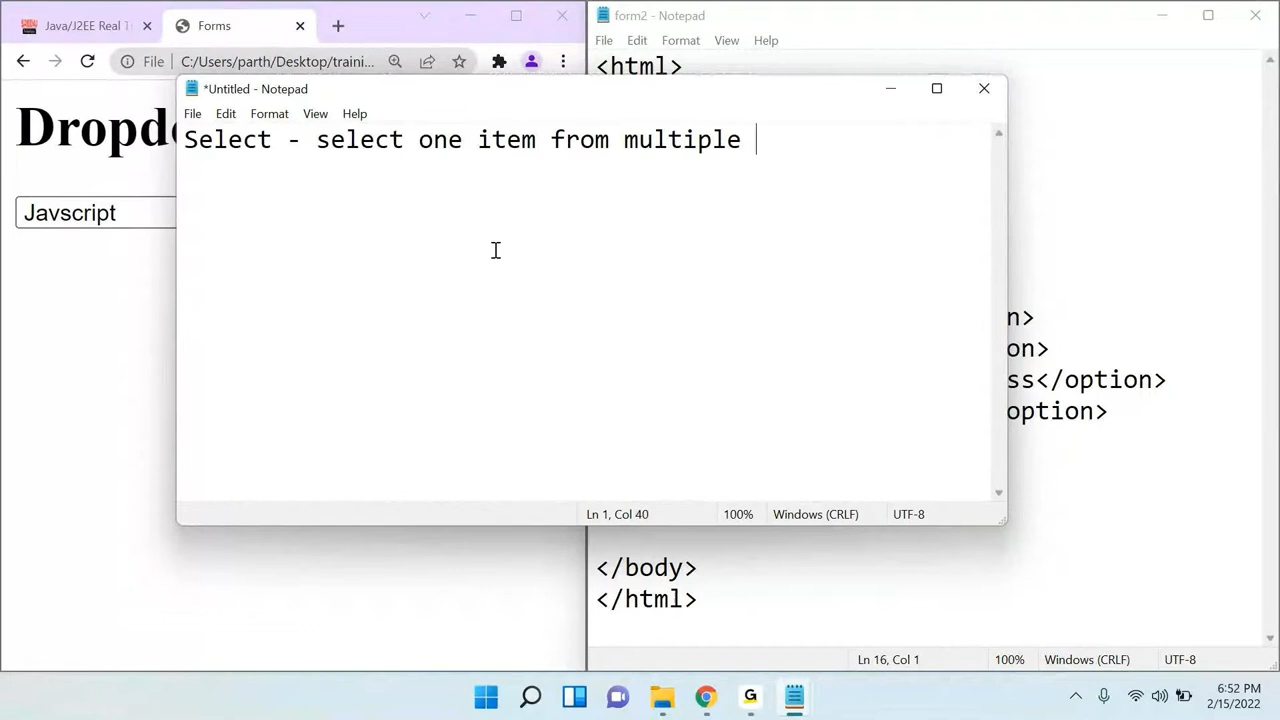 Java/J2EE Real T
Forms
File
C:/Users/parth/Desktop/traini...
Dropd
Javscript
form2 - Notepad
File Edit Format View Help
<html>
*Untitled - Notepad
File Edit Format View Help
Select - select one item from multiple
Ln 1, Col 40
100%
Windows (CRLF)
UTF-8
n>
on>
ss</option>
option>
</body>
</html>
Ln 16, Col 1
100%
Windows (CRLF)
UTF-8
G
6:52 PM
2/15/2022